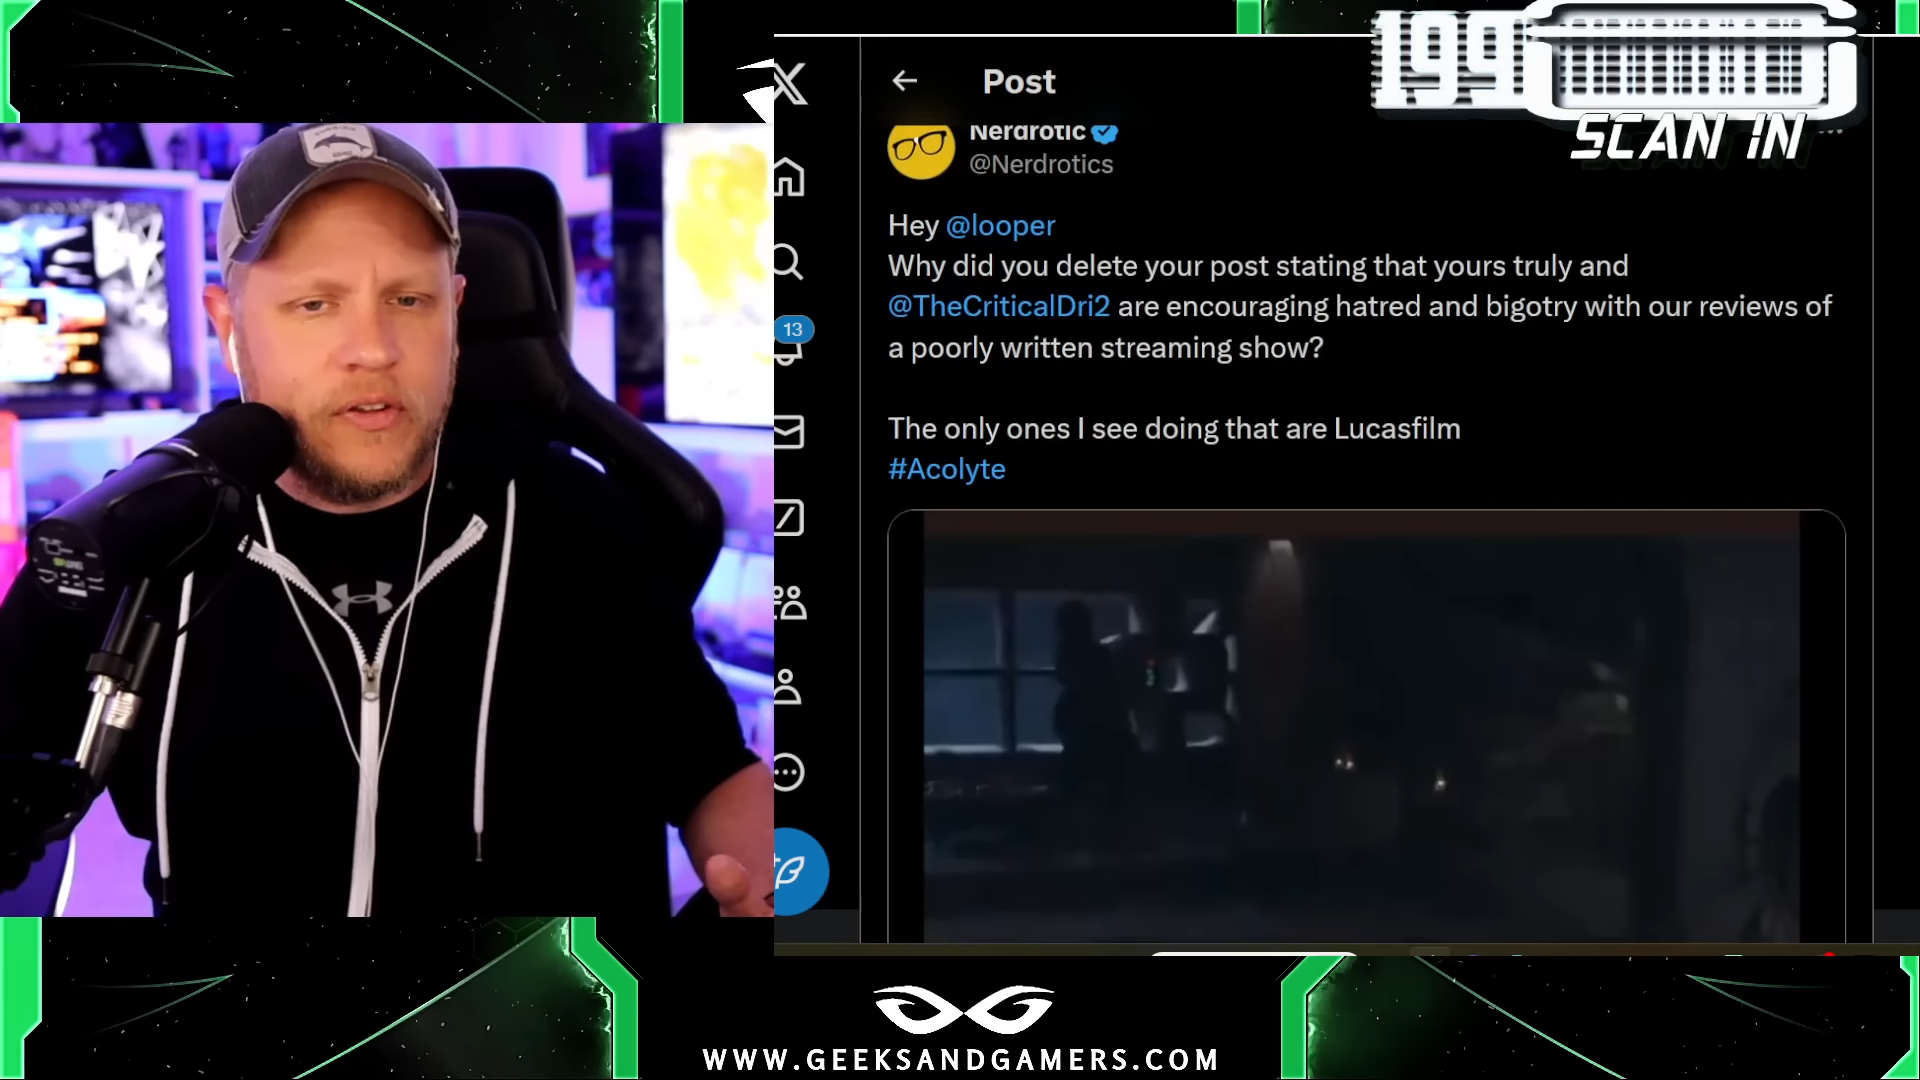 Post
199
SCAN IN
Nerdrotic
@Nerdrotics
Hey @looper
Why did you delete your post stating that yours truly and
@TheCriticalDri2 are encouraging hatred and bigotry with our reviews of
a poorly written streaming show?
The only ones I see doing that are Lucasfilm
#Acolyte
13
WWW.GEEKSANDGAMERS.COM